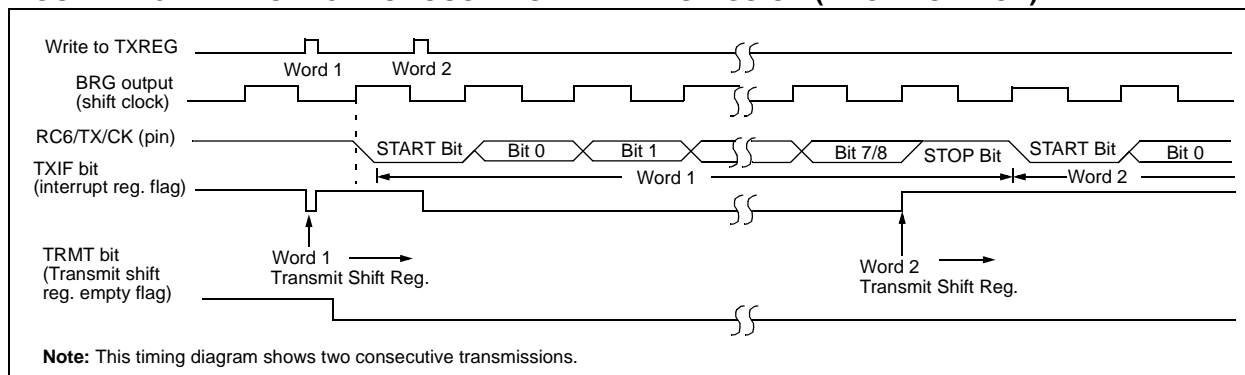 Write to TXREG
Word 1
Word 2
BRG output
(shift clock)
RC6/TX/CK (pin)
START Bit
Bit 0
Bit 1
Bit 7/8
STOP Bit
START Bit
Bit 0
TXIF bit
(interrupt reg. flag)
Word 1
Word 2
TRMT bit
(Transmit shift
reg. empty flag)
Word 1
Transmit Shift Reg.
Word 2
Transmit Shift Reg.
Note: This timing diagram shows two consecutive transmissions.